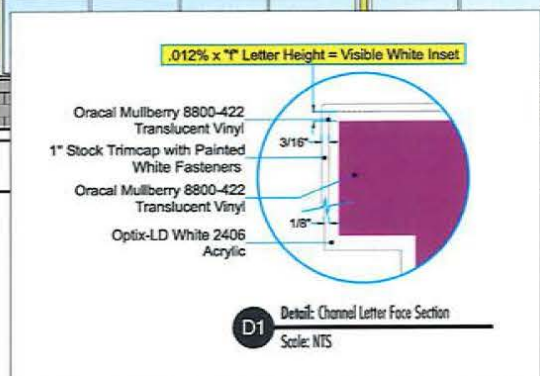 .012% x "f" Letter Height = Visible White Inset
Oracal Mullberry 8800-422
Translucent Vinyl
3/16"
1" Stock Trimcap with Painted
White Fasteners
Oracal Mullberry 8800-422
Translucent Vinyl
1/8"
Optix-LD White 2406
Acrylic
D1
Detail: Channel Letter Face Section
Scale: NTS